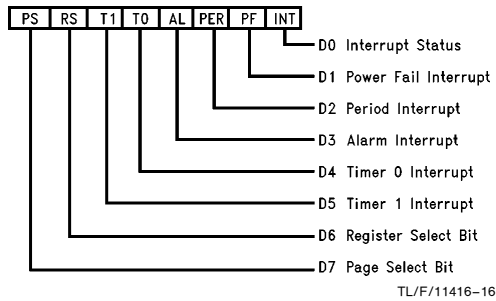 PS RS T1 T0 AL PER PF INT
D0 Interrupt Status
D1 Power Fail Interrupt
D2 Period Interrupt
D3 Alarm Interrupt
D4 Timer 0 Interrupt
D5 Timer 1 Interrupt
D6 Register Select Bit
D7 Page Select Bit
TL/F/11416–16